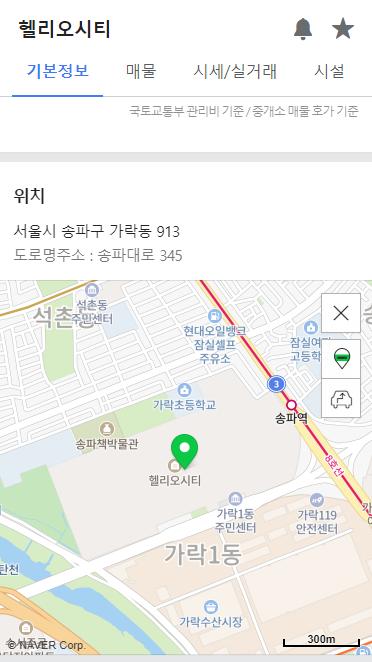 헬리오시티
기본정보 매물 시세/실거래 시설
국토교통부 관리비 기준 / 중개소 매물 호가 기준
위치
서울시 송파구 가락동 913
도로명주소 : 송파대로 345
석촌동
석촌동
주민센터
현대오일뱅크
잠실셀프
주유소
잠실여자
고등학교
3
가락초등학교
송파역
송파책박물관
8호선
헬리오시티
가락1동
주민센터
가락119
안전센터
가락1동
탄천
가락수산시장
© NAVER Corp.
300m